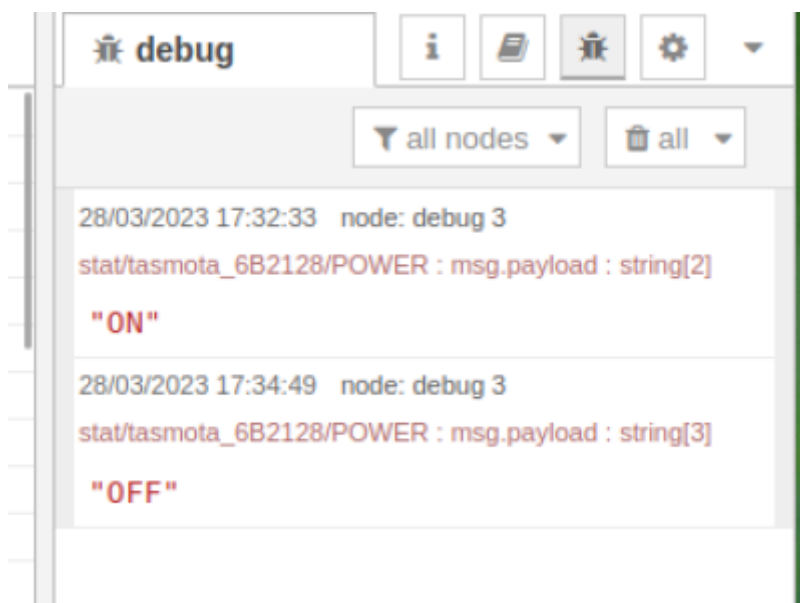 debug
i
all nodes
all
28/03/2023 17:32:33 node: debug 3
stat/tasmota_6B2128/POWER : msg.payload : string[2]
"ON"
28/03/2023 17:34:49 node: debug 3
stat/tasmota_6B2128/POWER : msg.payload : string[3]
"OFF"